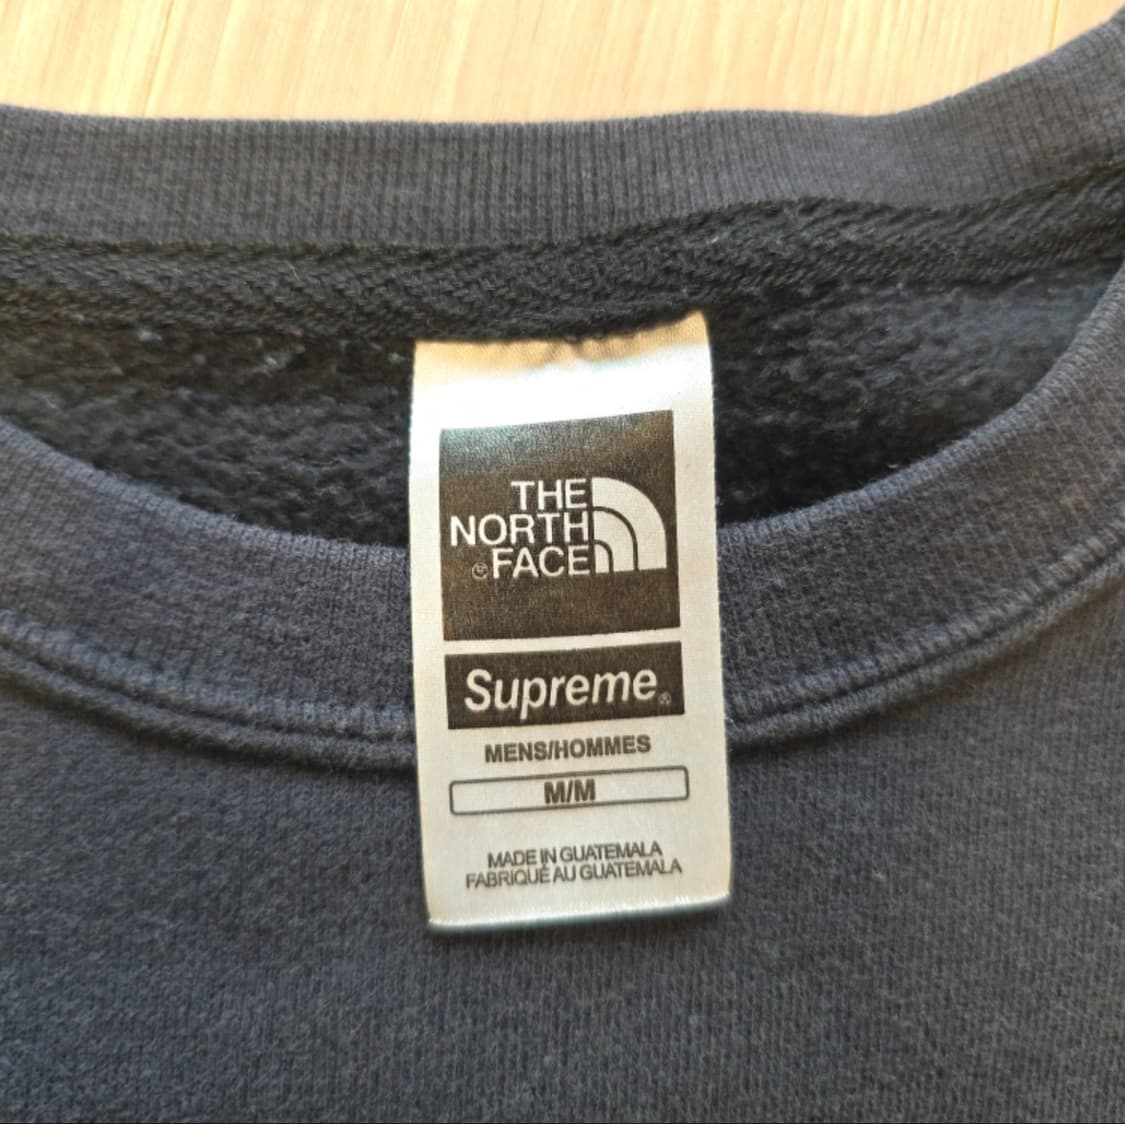 THE
NORTH
®FACE
Supreme®
MENS/HOMMES
M/M
MADE IN GUATEMALA
FABRIQUÉ AU GUATEMALA